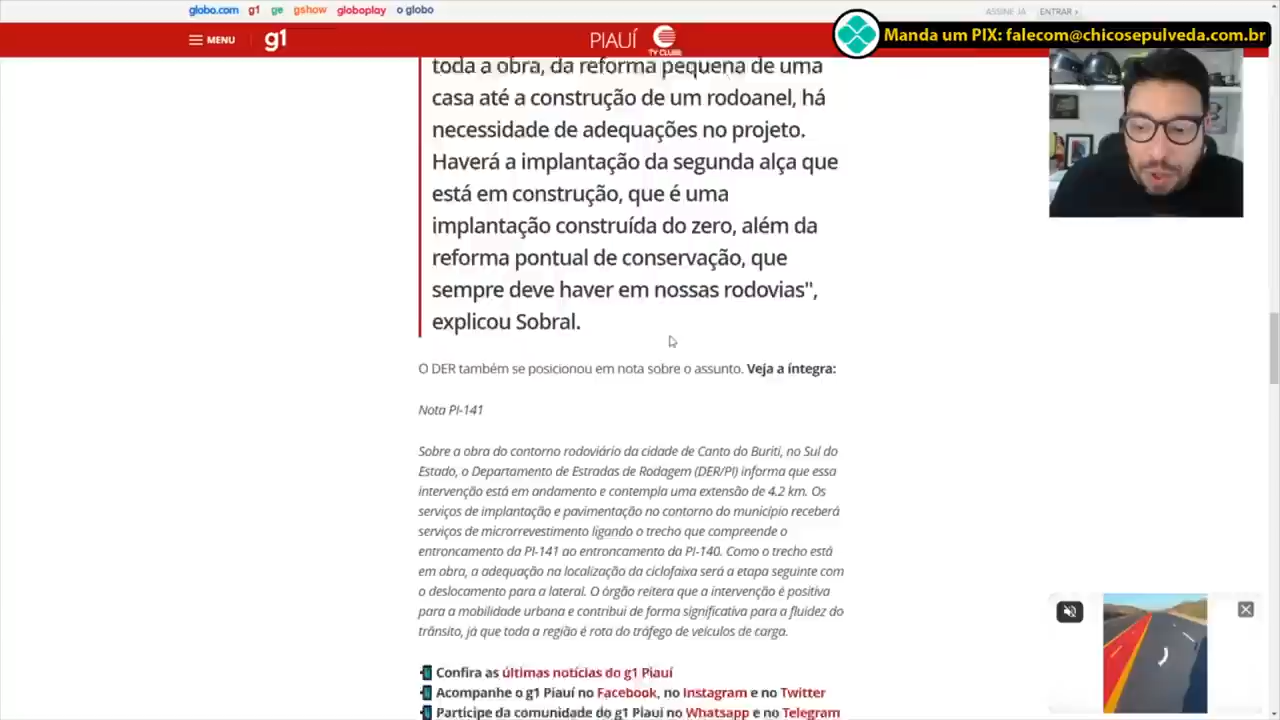 globo.com g1 ge gshow globoplay o globo
ASSINE JÁ ENTRAR ›
MENU g1 PIAUÍ TV CLUBE
Manda um PIX: falecom@chicosepulveda.com.br
toda a obra, da reforma pequena de uma
casa até a construção de um rodoanel, há
necessidade de adequações no projeto.
Haverá a implantação da segunda alça que
está em construção, que é uma
implantação construída do zero, além da
reforma pontual de conservação, que
sempre deve haver em nossas rodovias",
explicou Sobral.
O DER também se posicionou em nota sobre o assunto. Veja a íntegra:
Nota PI-141
Sobre a obra do contorno rodoviário da cidade de Canto do Buriti, no Sul do
Estado, o Departamento de Estradas de Rodagem (DER/PI) informa que essa
intervenção está em andamento e contempla uma extensão de 4.2 km. Os
serviços de implantação e pavimentação no contorno do município receberá
serviços de microrrevestimento ligando o trecho que compreende o
entroncamento da PI-141 ao entroncamento da PI-140. Como o trecho está
em obra, a adequação na localização da ciclofaixa será a etapa seguinte com
o deslocamento para a lateral. O órgão reitera que a intervenção é positiva
para a mobilidade urbana e contribui de forma significativa para a fluidez do
trânsito, já que toda a região é rota do tráfego de veículos de carga.
Confira as últimas notícias do g1 Piauí
Acompanhe o g1 Piauí no Facebook, no Instagram e no Twitter
Participe da comunidade do g1 Piauí no Whatsapp e no Telegram